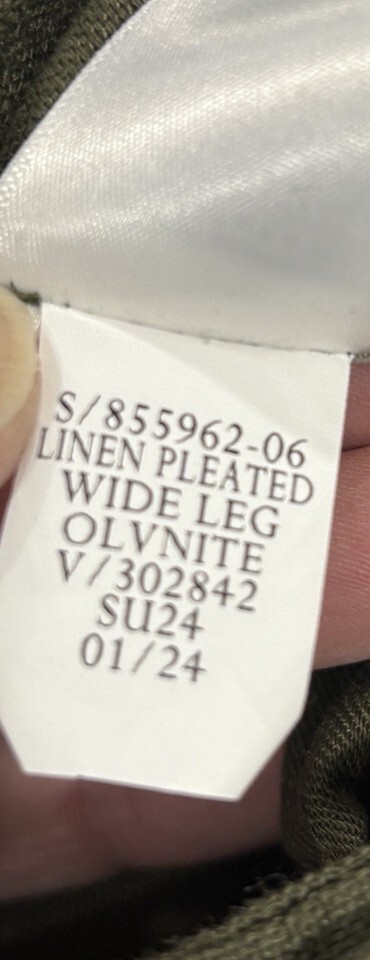 S/855962-06
LINEN PLEATED
WIDE LEG
OLVNITE
V/302842
SU24
01/24